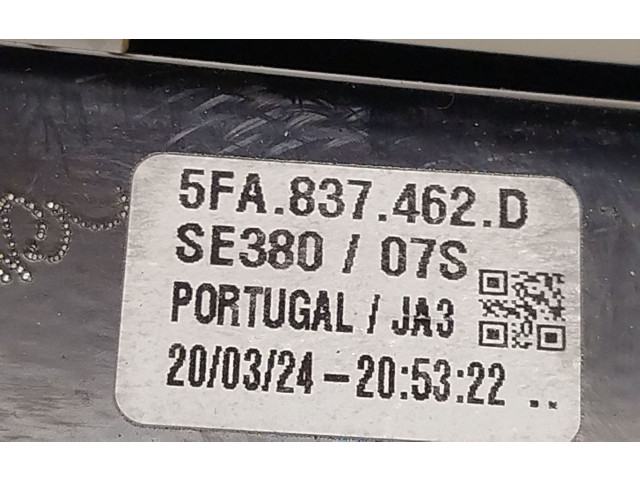 5FA.837.462.D
SE380 / 07S
PORTUGAL / JA3
20/03/24 - 20:53:22 ..